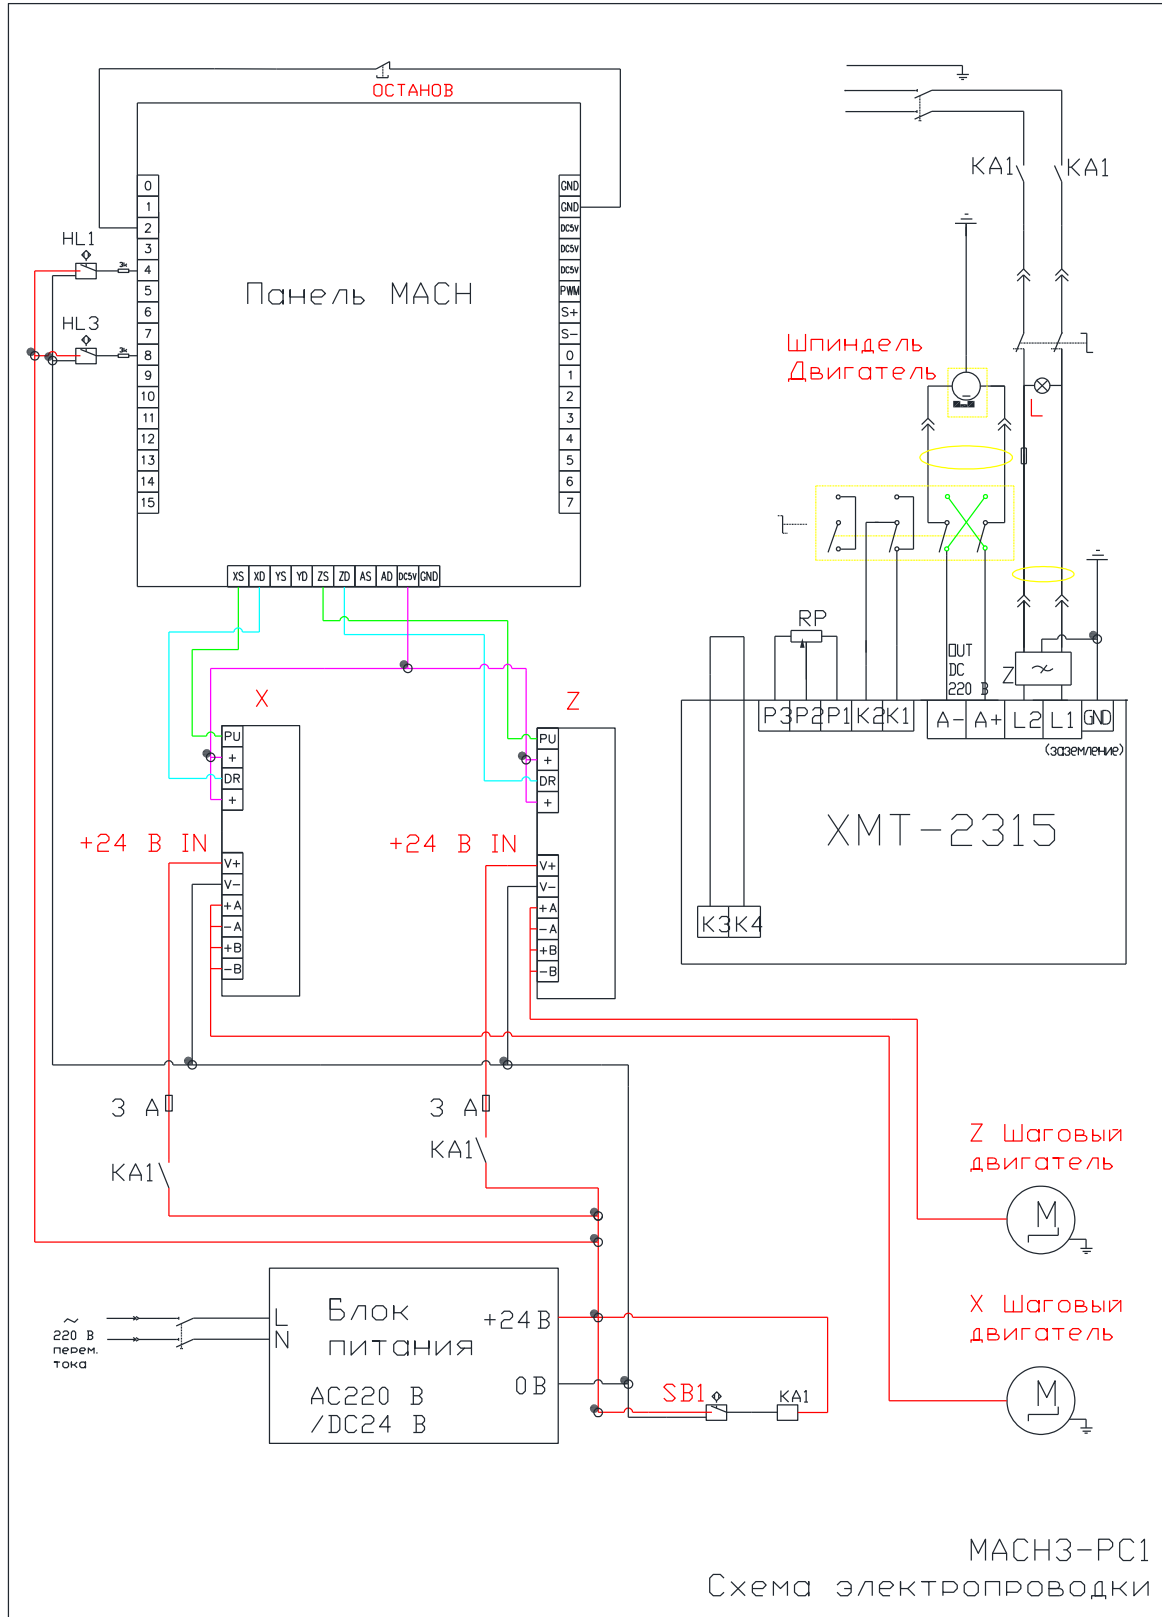 ОСТАНОВ
KA1
KA1
0
1
2
3
4
5
6
7
8
9
10
11
12
13
14
15
GND
GND
DC5V
DC5V
DC5V
PWM
S+
S-
0
1
2
3
4
5
6
7
HL1
3к
HL3
3к
Панель MACH
Шпиндель
Двигатель
L
XS XD YS YD ZS ZD AS AD DC5V GND
RP
OUT
DC
220 В
Z
P3 P2 P1 K2 K1 A- A+ L2 L1 GND
(заземление)
XMT-2315
K3 K4
X
PU
+
DR
+
+24 В IN
V+
V-
+A
-A
+B
-B
Z
PU
+
DR
+
+24 В IN
V+
V-
+A
-A
+B
-B
3 А
3 А
KA1
KA1
Z Шаговый
двигатель
M
X Шаговый
двигатель
M
~
220 В
перем.
тока
L
N
Блок
питания
AC220 В
/DC24 В
+24В
0В
SB1
KA1
MACH3-PC1
Схема электропроводки